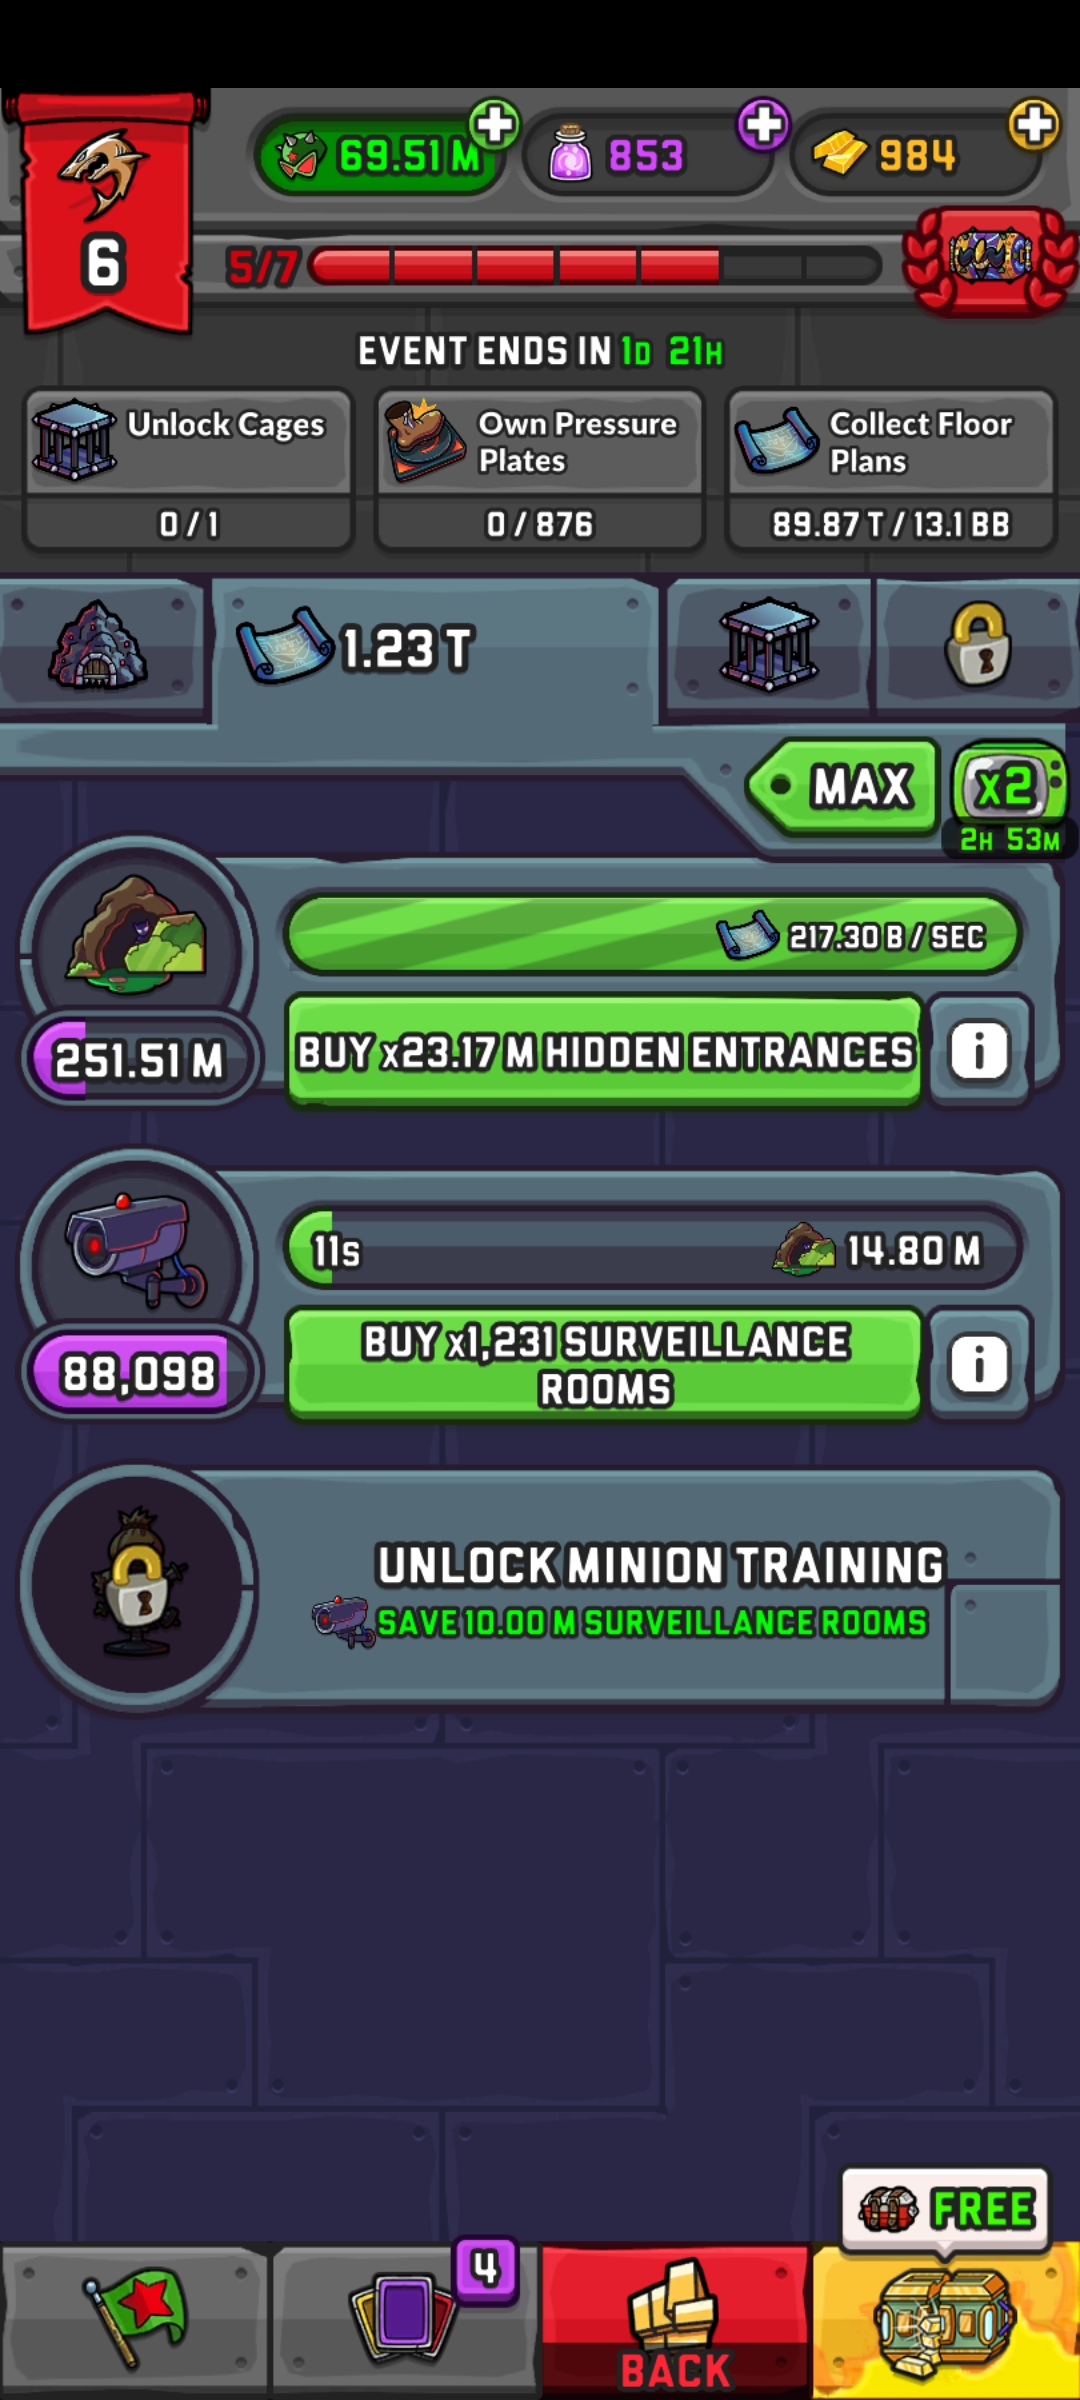 69.51 M
853
984
6
5/7
EVENT ENDS IN 1D 21H
Unlock Cages
0 / 1
Own Pressure
Plates
0 / 876
Collect Floor
Plans
89.87 T / 13.1 BB
1.23 T
MAX
x2
2H 53M
217.30 B / SEC
251.51 M
BUY x23.17 M HIDDEN ENTRANCES
i
11s
14.80 M
88,098
BUY x1,231 SURVEILLANCE
ROOMS
i
UNLOCK MINION TRAINING
SAVE 10.00 M SURVEILLANCE ROOMS
FREE
4
BACK